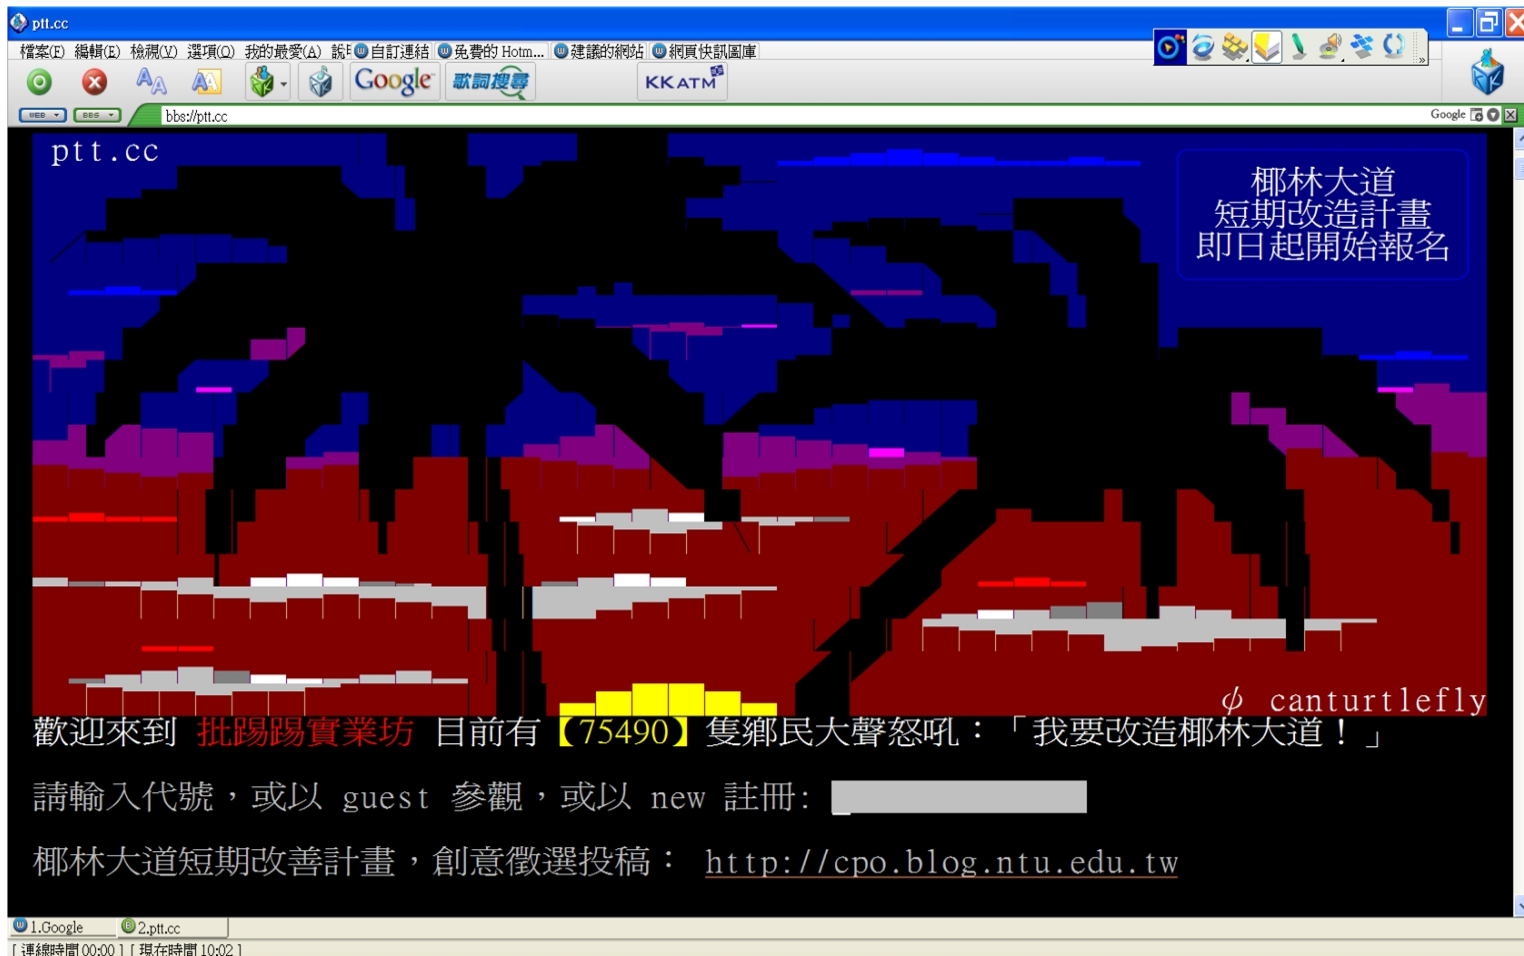 ptt.cc
檔案(F) 編輯(E) 檢視(V) 選項(O) 我的最愛(A) 說 自訂連結 免費的 Hotm... 建議的網站 網頁快訊圖庫
Google 歌詞搜尋 KKATM
WEB BBS bbs://ptt.cc Google
ptt.cc
椰林大道
短期改造計畫
即日起開始報名
ψ canturtlefly
歡迎來到 批踢踢實業坊 目前有【75490】隻鄉民大聲怒吼：「我要改造椰林大道！」
請輸入代號，或以 guest 參觀，或以 new 註冊:
椰林大道短期改善計畫，創意徵選投稿： http://cpo.blog.ntu.edu.tw
1.Google 2.ptt.cc
[ 連線時間 00:00 ] [ 現在時間 10:02 ]